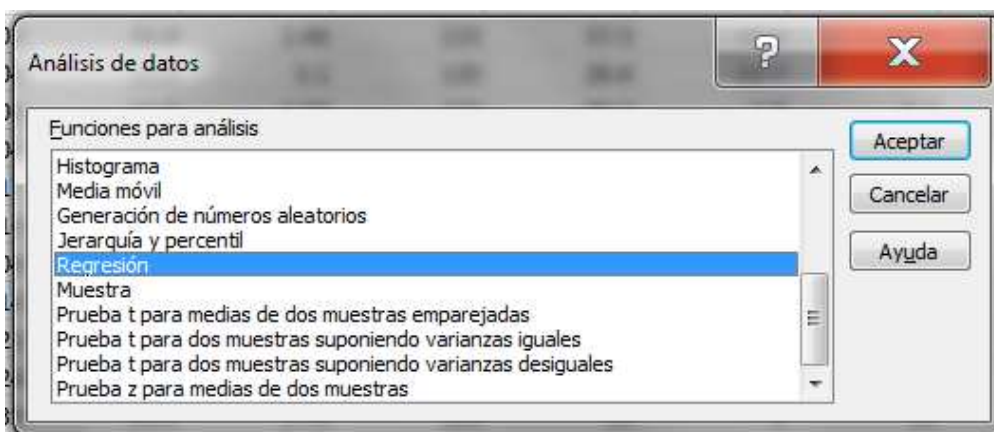 Análisis de datos
Funciones para análisis
Histograma
Media móvil
Generación de números aleatorios
Jerarquía y percentil
Regresión
Muestra
Prueba t para medias de dos muestras emparejadas
Prueba t para dos muestras suponiendo varianzas iguales
Prueba t para dos muestras suponiendo varianzas desiguales
Prueba z para medias de dos muestras
Aceptar
Cancelar
Ayuda